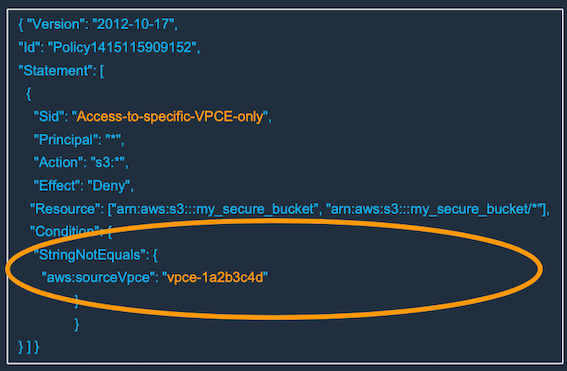 { "Version": "2012-10-17",
"Id": "Policy1415115909152",
"Statement": [
{
"Sid": "Access-to-specific-VPCE-only",
"Principal": "*",
"Action": "s3:*",
"Effect": "Deny",
"Resource": ["arn:aws:s3:::my_secure_bucket", "arn:aws:s3:::my_secure_bucket/*"],
"Condition": {
"StringNotEquals": {
"aws:sourceVpce": "vpce-1a2b3c4d"
}
}
} ] }